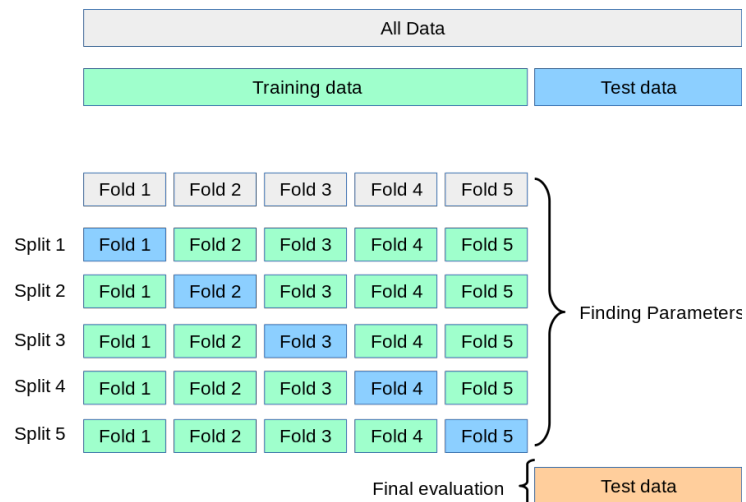 All Data
Training data Test data
Fold 1 Fold 2 Fold 3 Fold 4 Fold 5
Split 1 Fold 1 Fold 2 Fold 3 Fold 4 Fold 5
Split 2 Fold 1 Fold 2 Fold 3 Fold 4 Fold 5
Finding Parameters
Split 3 Fold 1 Fold 2 Fold 3 Fold 4 Fold 5
Split 4 Fold 1 Fold 2 Fold 3 Fold 4 Fold 5
Split 5 Fold 1 Fold 2 Fold 3 Fold 4 Fold 5
Final evaluation Test data